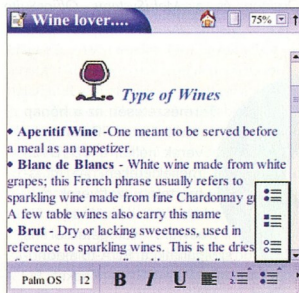 Wine lover....
75%
Type of Wines
• Aperitif Wine -One meant to be served before
a meal as an appetizer.
• Blanc de Blancs - White wine made from white
grapes; this French phrase usually refers to
sparkling wine made from fine Chardonnay
A few table wines also carry this name
• Brut - Dry or lacking sweetness, used in
reference to sparkling wines. This is the dries
Palm OS 12 B I U